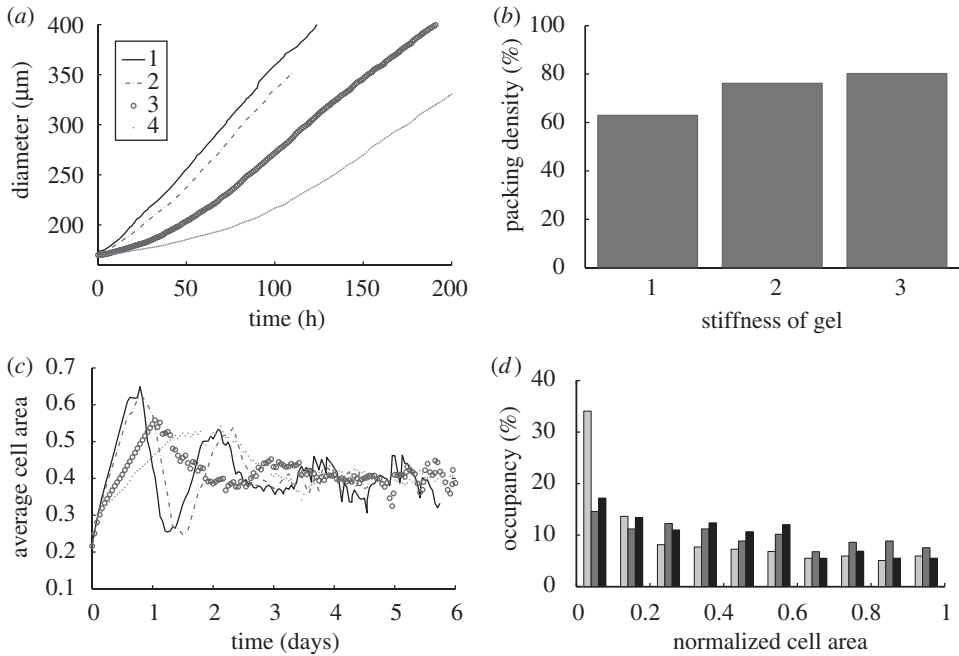 (a)
400
350
300
250
200
diameter (µm)
1
2
3
4
0 50 100 150 200
time (h)
(b)
100
80
60
40
20
0
packing density (%)
1 2 3
stiffness of gel
(c)
0.7
0.6
0.5
0.4
0.3
0.2
0.1
average cell area
0 1 2 3 4 5 6
time (days)
(d)
40
30
20
10
0
occupancy (%)
0 0.2 0.4 0.6 0.8 1
normalized cell area